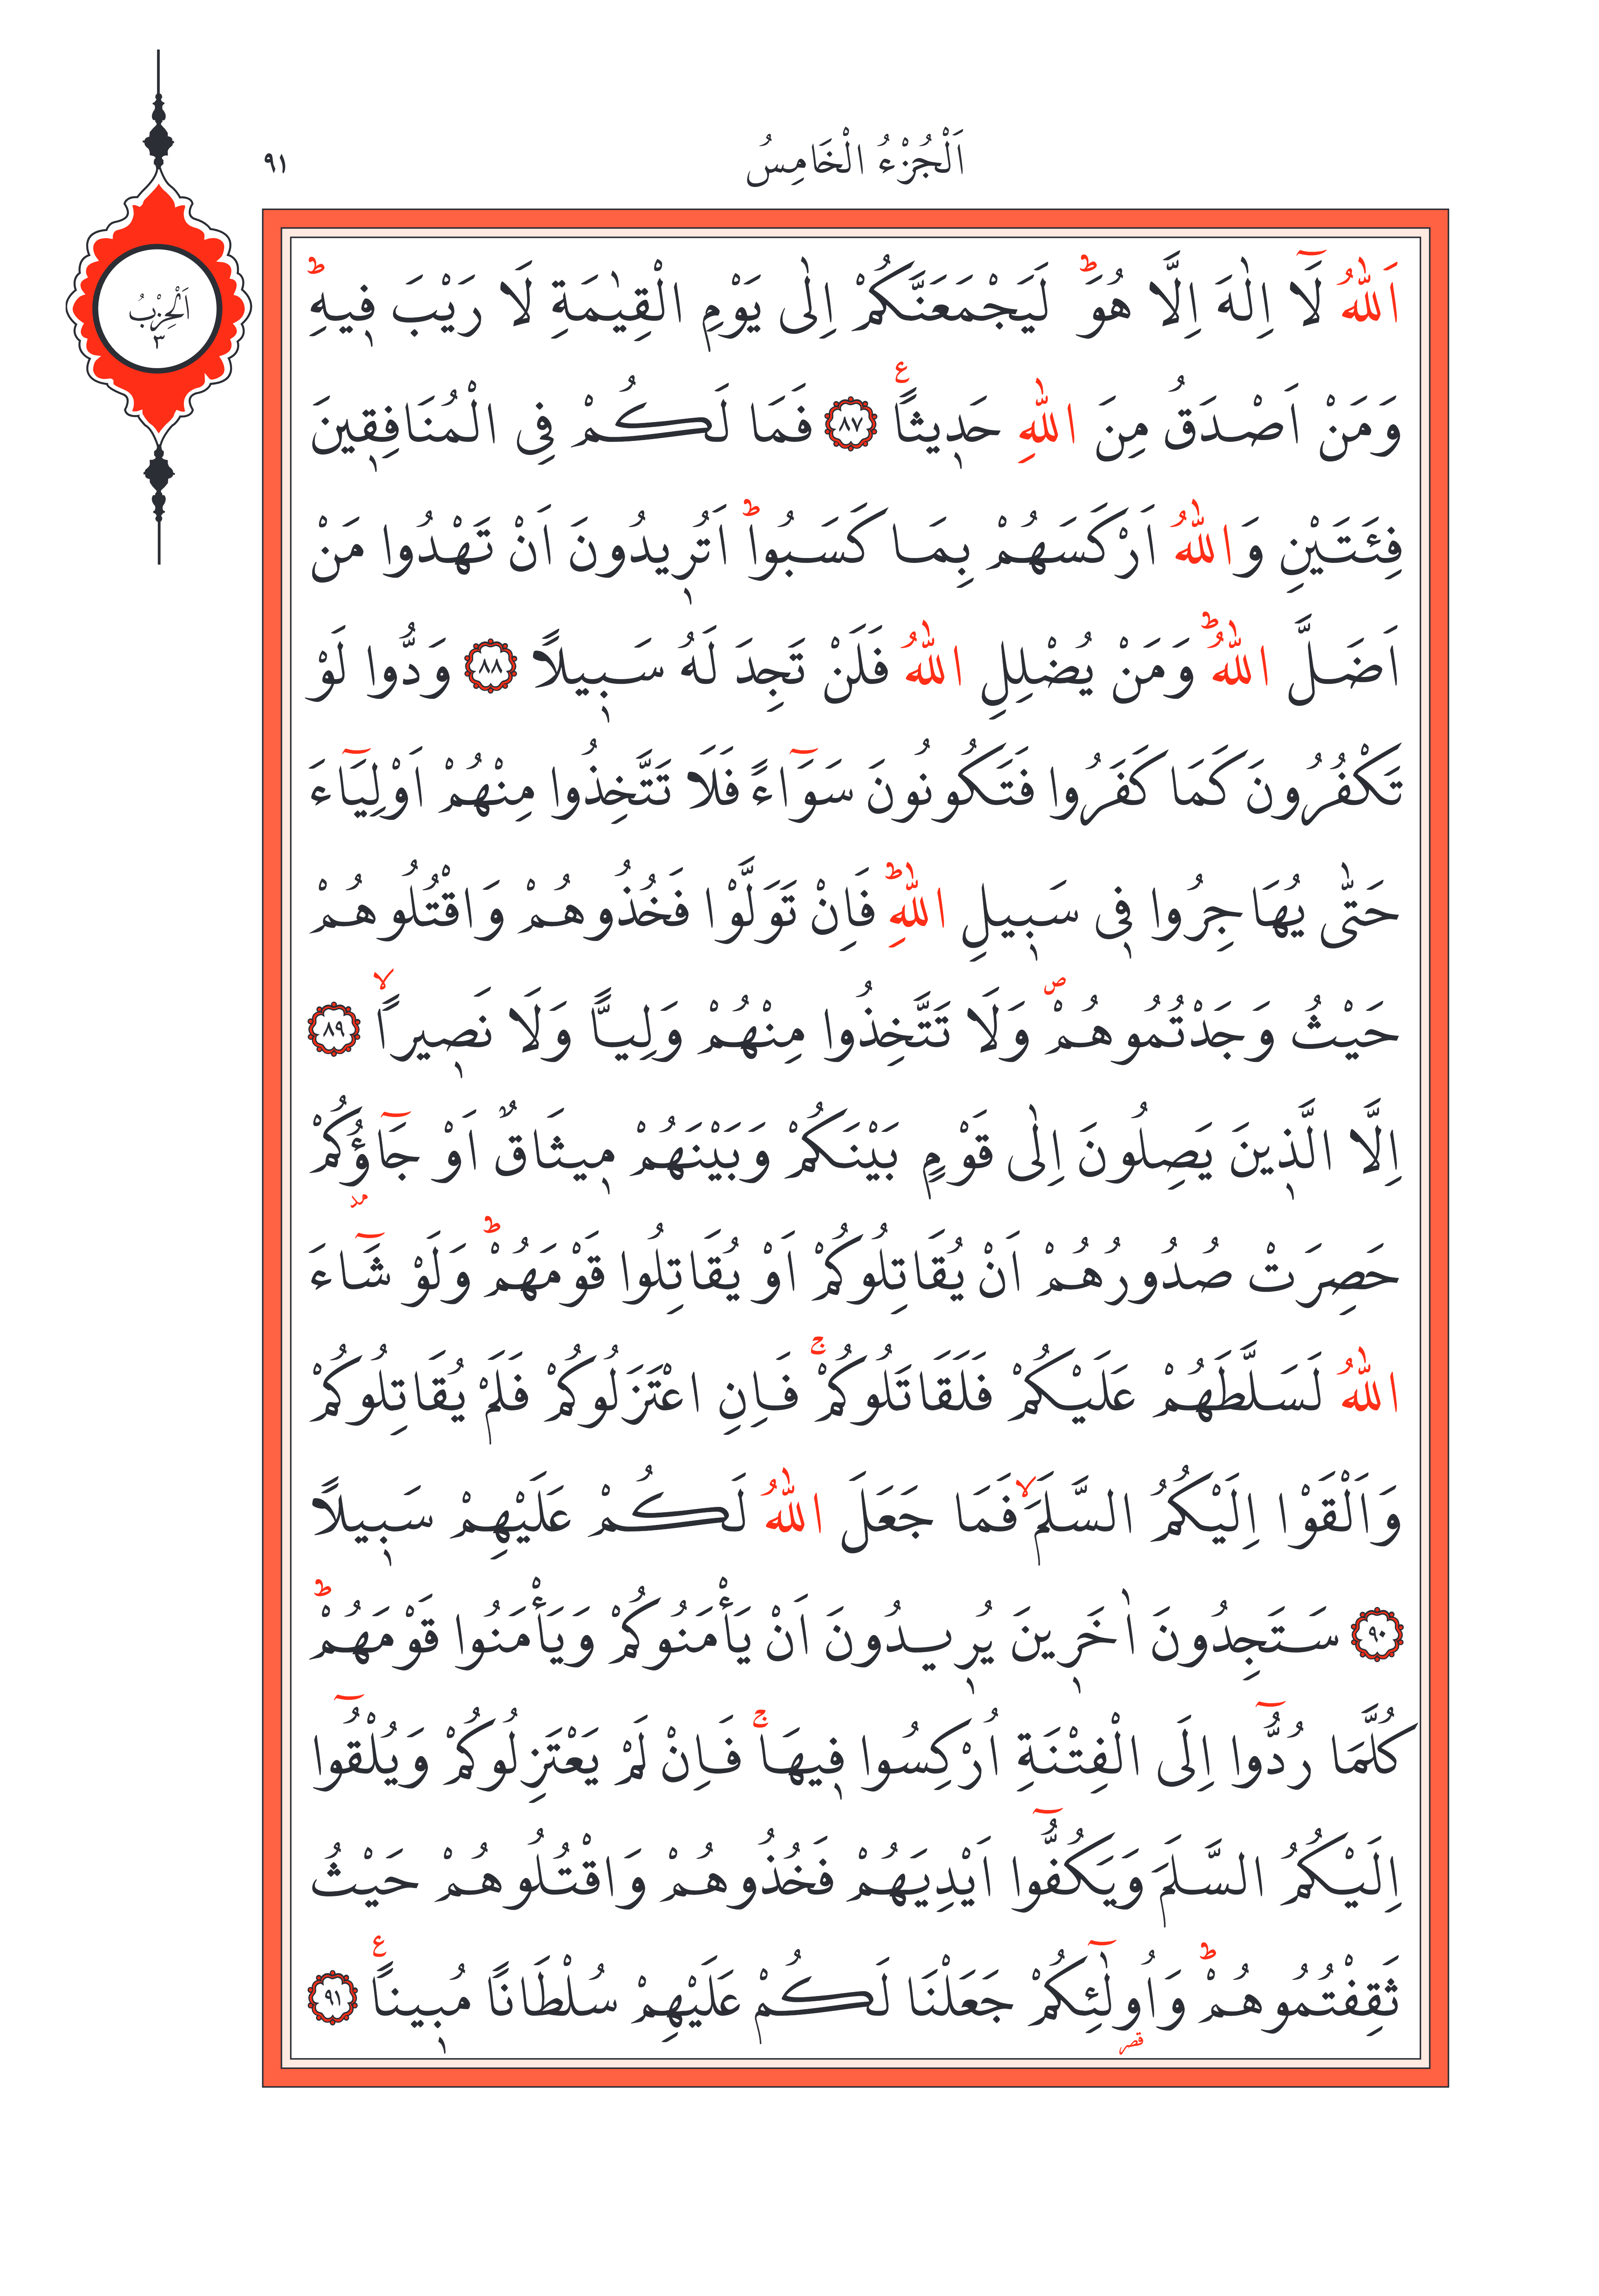 اَلْجُزْءُ الْخَامِسُ
٩١
اَلْحِزْبُ
٣
اَللّٰهُ لَٓا اِلٰهَ اِلَّا هُوَؕ لَيَجْمَعَنَّكُمْ اِلٰى يَوْمِ الْقِيٰمَةِ لَا رَيْبَ فٖيهِؕ
وَمَنْ اَصْدَقُ مِنَ اللّٰهِ حَدٖيثاًࣖ ﴿٨٧﴾ فَمَا لَكُمْ فِى الْمُنَافِقٖينَ
فِئَتَيْنِ وَاللّٰهُ اَرْكَسَهُمْ بِمَا كَسَبُواؕ اَتُرٖيدُونَ اَنْ تَهْدُوا مَنْ
اَضَلَّ اللّٰهُؕ وَمَنْ يُضْلِلِ اللّٰهُ فَلَنْ تَجِدَ لَهُ سَبٖيلاً ﴿٨٨﴾ وَدُّوا لَوْ
تَكْفُرُونَ كَمَا كَفَرُوا فَتَكُونُونَ سَوَٓاءً فَلَا تَتَّخِذُوا مِنْهُمْ اَوْلِيَٓاءَ
حَتّٰى يُهَاجِرُوا فٖى سَبٖيلِ اللّٰهِؕ فَاِنْ تَوَلَّوْا فَخُذُوهُمْ وَاقْتُلُوهُمْ
حَيْثُ وَجَدْتُمُوهُمْࣕ وَلَا تَتَّخِذُوا مِنْهُمْ وَلِياًّ وَلَا نَصٖيراًۙ ﴿٨٩﴾
اِلَّا الَّذٖينَ يَصِلُونَ اِلٰى قَوْمٍ بَيْنَكُمْ وَبَيْنَهُمْ مٖيثَاقٌ اَوْ جَٓاؤُكُمْ
مد
حَصِرَتْ صُدُورُهُمْ اَنْ يُقَاتِلُوكُمْ اَوْ يُقَاتِلُوا قَوْمَهُمْؕ وَلَوْ شَٓاءَ
اللّٰهُ لَسَلَّطَهُمْ عَلَيْكُمْ فَلَقَاتَلُوكُمْۚ فَاِنِ اعْتَزَلُوكُمْ فَلَمْ يُقَاتِلُوكُمْ
وَاَلْقَوْا اِلَيْكُمُ السَّلَمَۙ فَمَا جَعَلَ اللّٰهُ لَكُمْ عَلَيْهِمْ سَبٖيلاً
﴿٩٠﴾ سَتَجِدُونَ اٰخَرٖينَ يُرٖيدُونَ اَنْ يَأْمَنُوكُمْ وَيَأْمَنُوا قَوْمَهُمْؕ
كُلَّمَا رُدُّٓوا اِلَى الْفِتْنَةِ اُرْكِسُوا فٖيهَاۚ فَاِنْ لَمْ يَعْتَزِلُوكُمْ وَيُلْقُٓوا
اِلَيْكُمُ السَّلَمَ وَيَكُفُّٓوا اَيْدِيَهُمْ فَخُذُوهُمْ وَاقْتُلُوهُمْ حَيْثُ
ثَقِفْتُمُوهُمْؕ وَاُولٰٓئِكُمْ جَعَلْنَا لَكُمْ عَلَيْهِمْ سُلْطَاناً مُبٖيناًࣖ ﴿٩١﴾
قصر